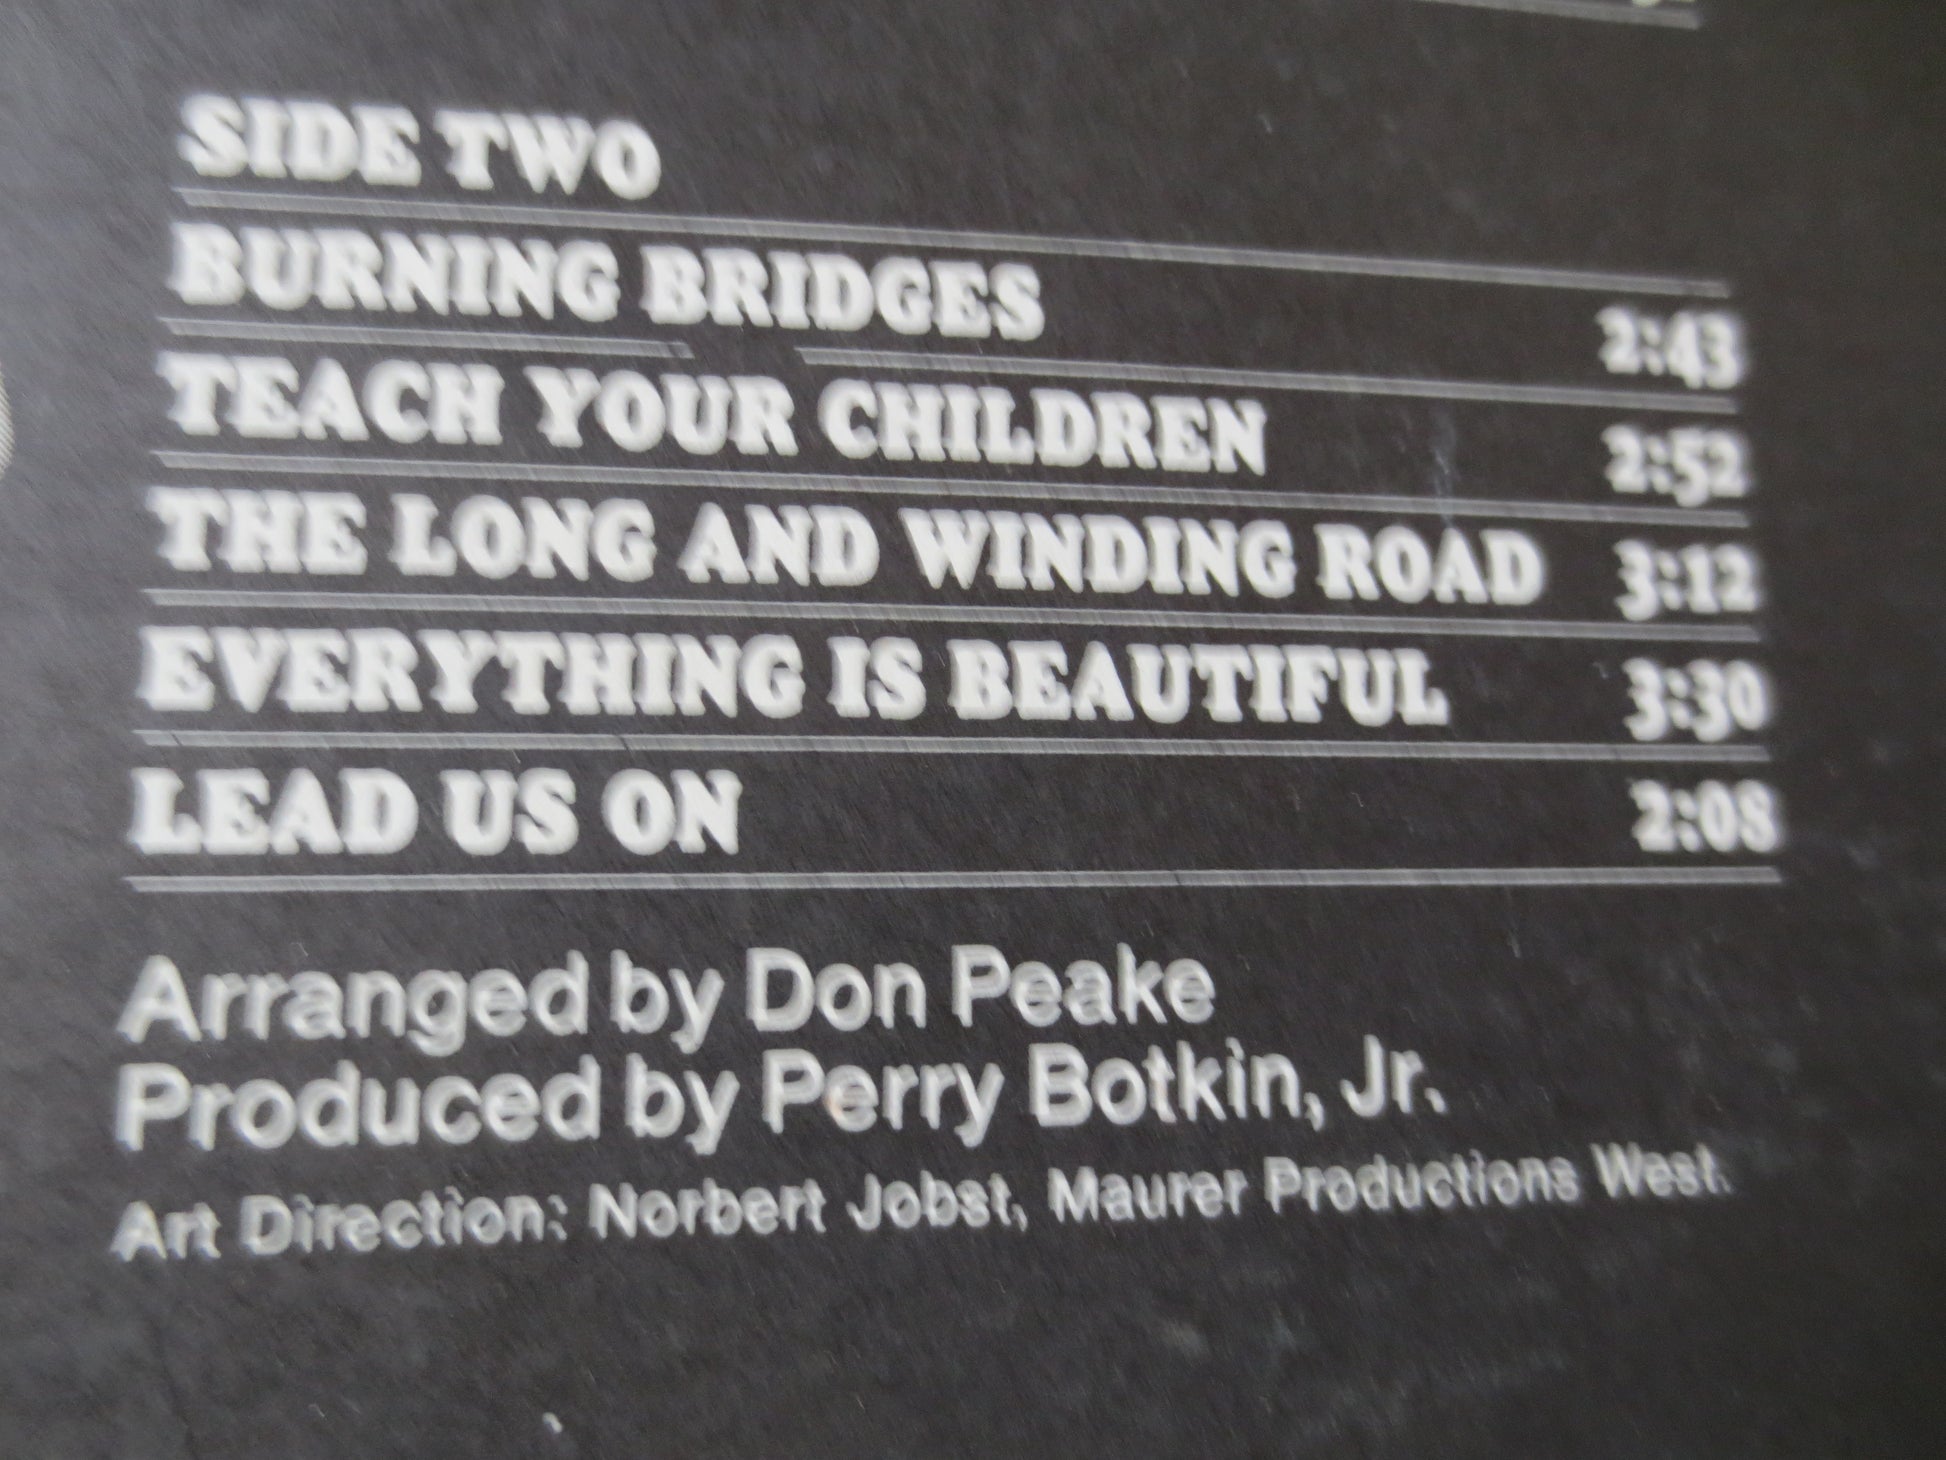 SIDE TWO
BURNING BRIDGES 2:43
TEACH YOUR CHILDREN 2:52
THE LONG AND WINDING ROAD 3:12
EVERYTHING IS BEAUTIFUL 3:30
LEAD US ON 2:08
Arranged by Don Peake
Produced by Perry Botkin, Jr.
Art Direction: Norbert Jobst, Maurer Productions West.